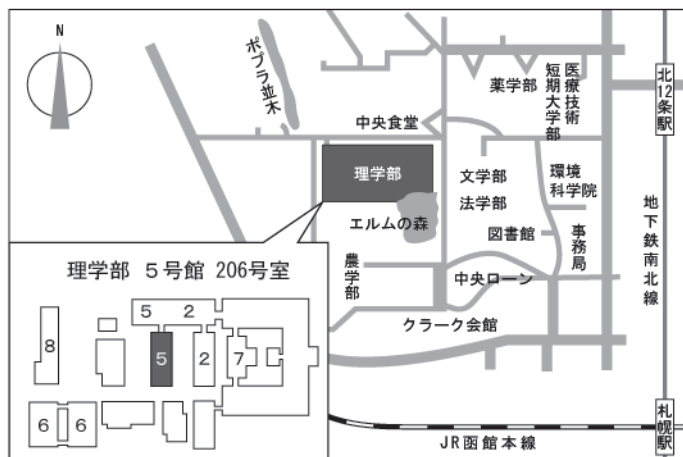 N
ポプラ並木
中央食堂
薬学部
医療技術
短期大学部
北12条駅
理学部
文学部
法学部
環境
科学院
エルムの森
図書館
事務局
地下鉄南北線
農学部
中央ローン
クラーク会館
理学部 5号館 206号室
5 2
8
5
2
7
6 6
札幌駅
JR函館本線